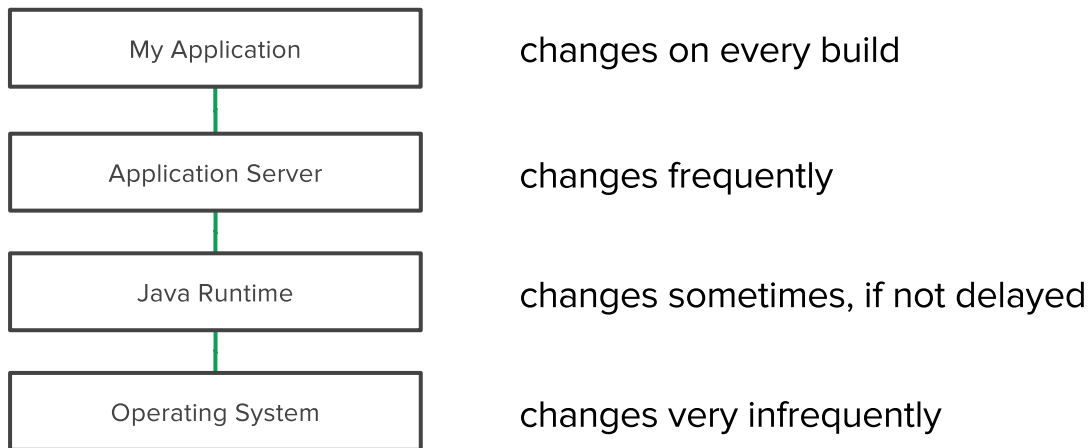 My Application
changes on every build
Application Server
changes frequently
Java Runtime
changes sometimes, if not delayed
Operating System
changes very infrequently